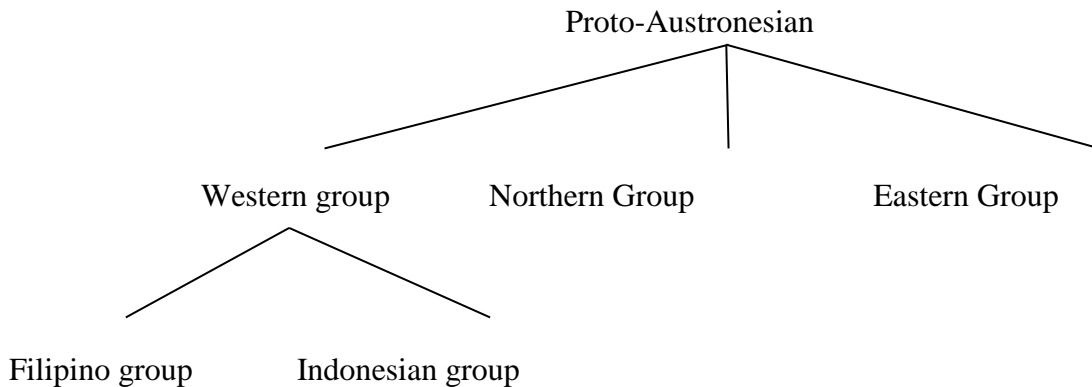 Proto-Austronesian
Western group Northern Group Eastern Group
Filipino group Indonesian group